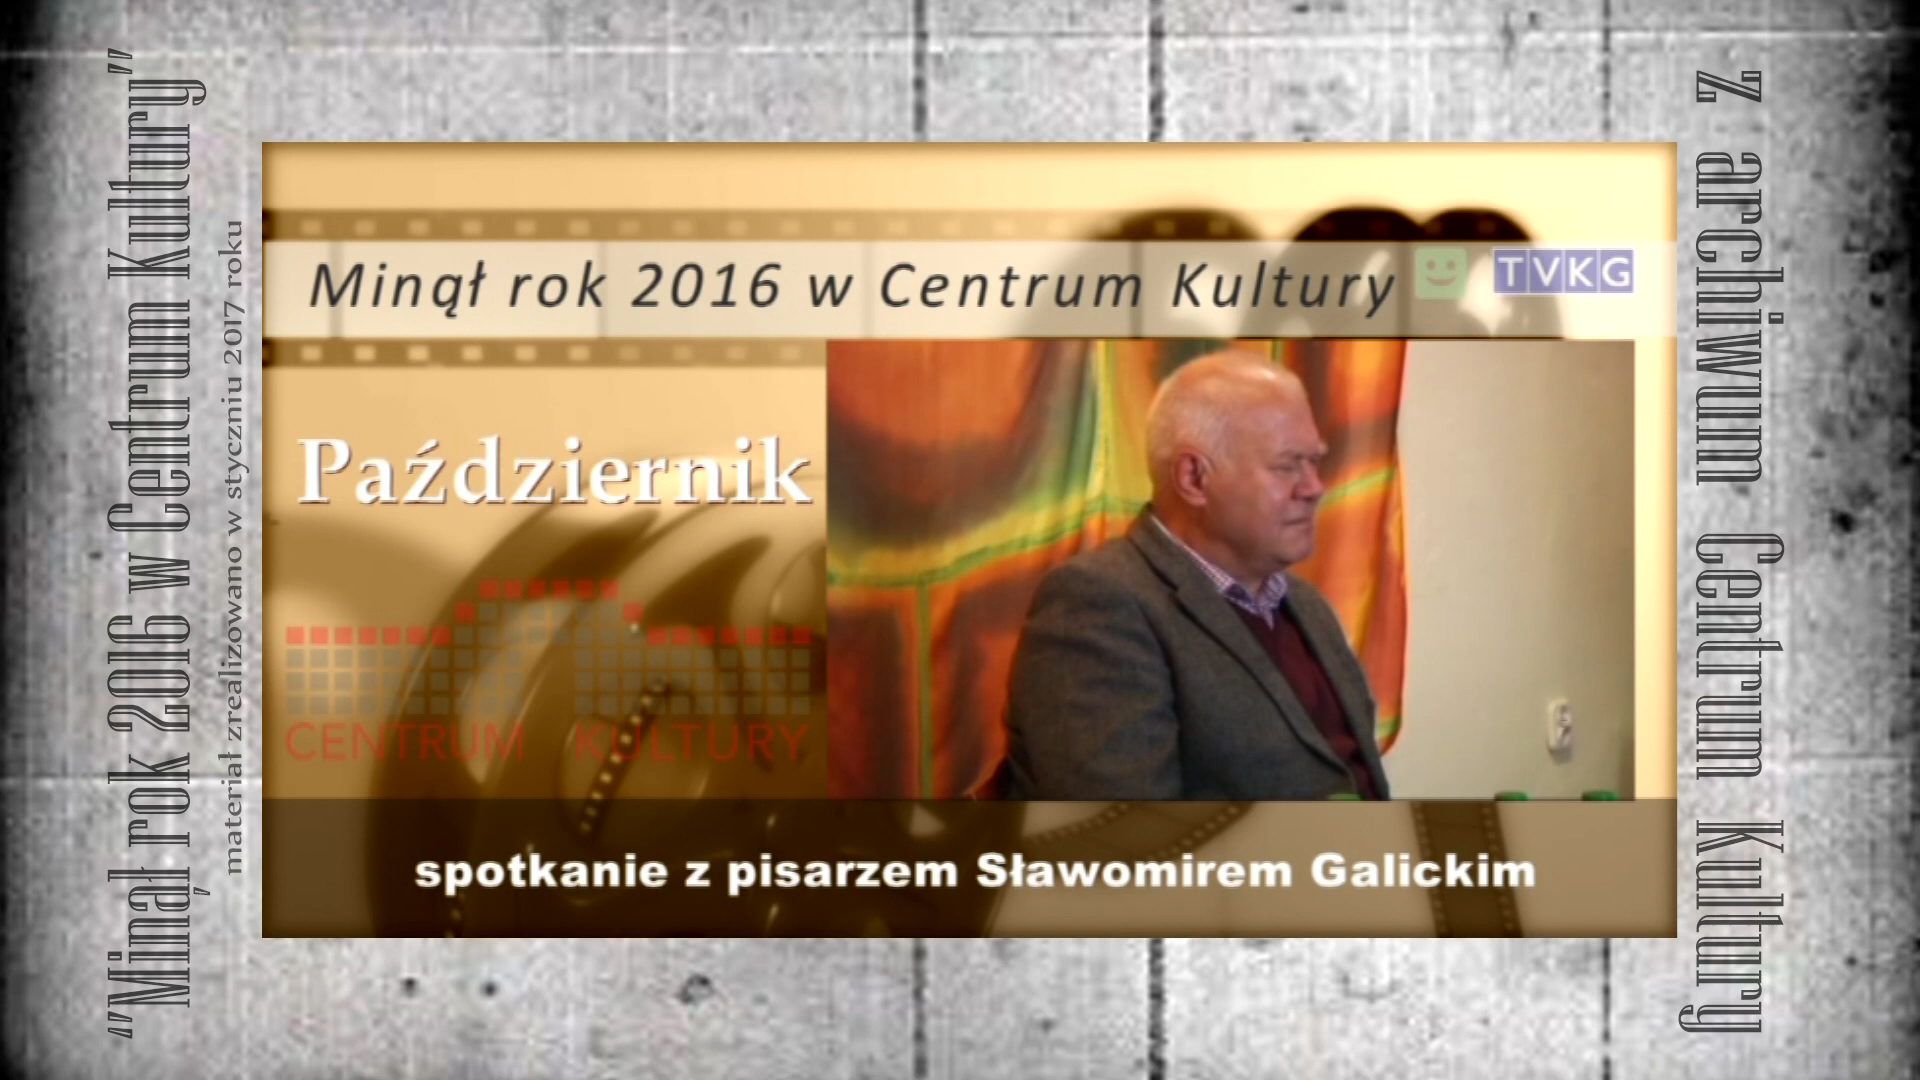 "Minął rok 2016 w Centrum Kultury"
materiał zrealizowano w styczniu 2017 roku
Minął rok 2016 w Centrum Kultury
TVKG
Październik
CENTRUM KULTURY
spotkanie z pisarzem Sławomirem Galickim
Z archiwum Centrum Kultury